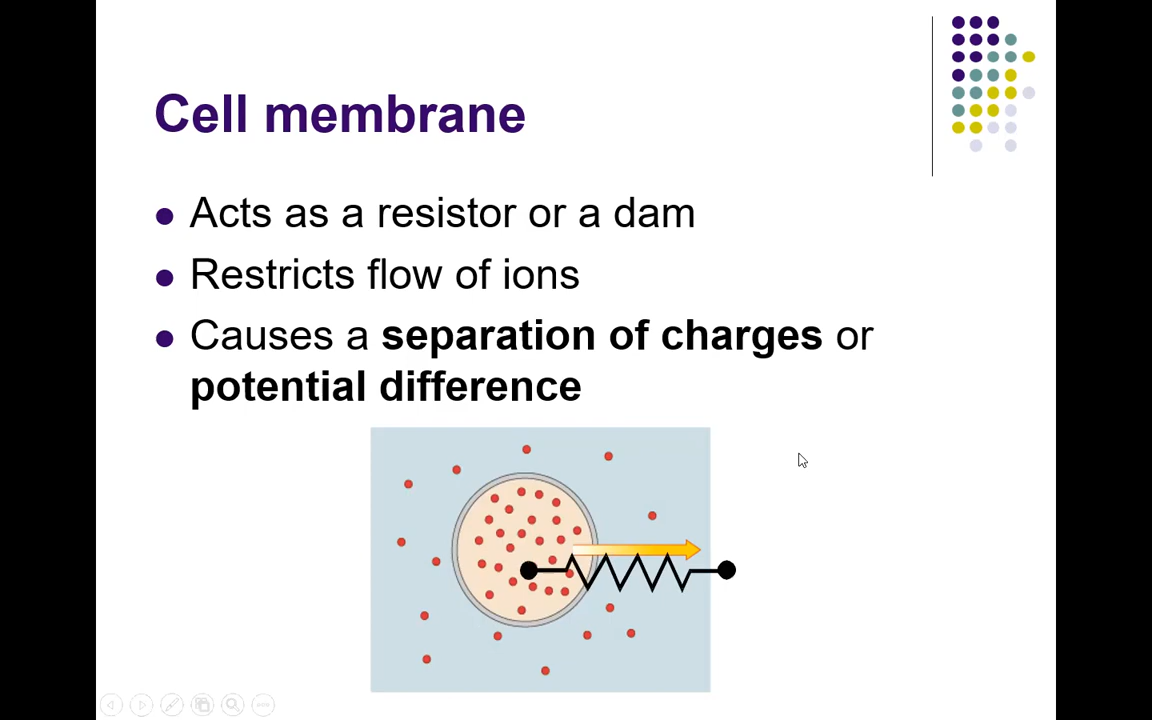 Cell membrane
Acts as a resistor or a dam
Restricts flow of ions
Causes a separation of charges or
potential difference